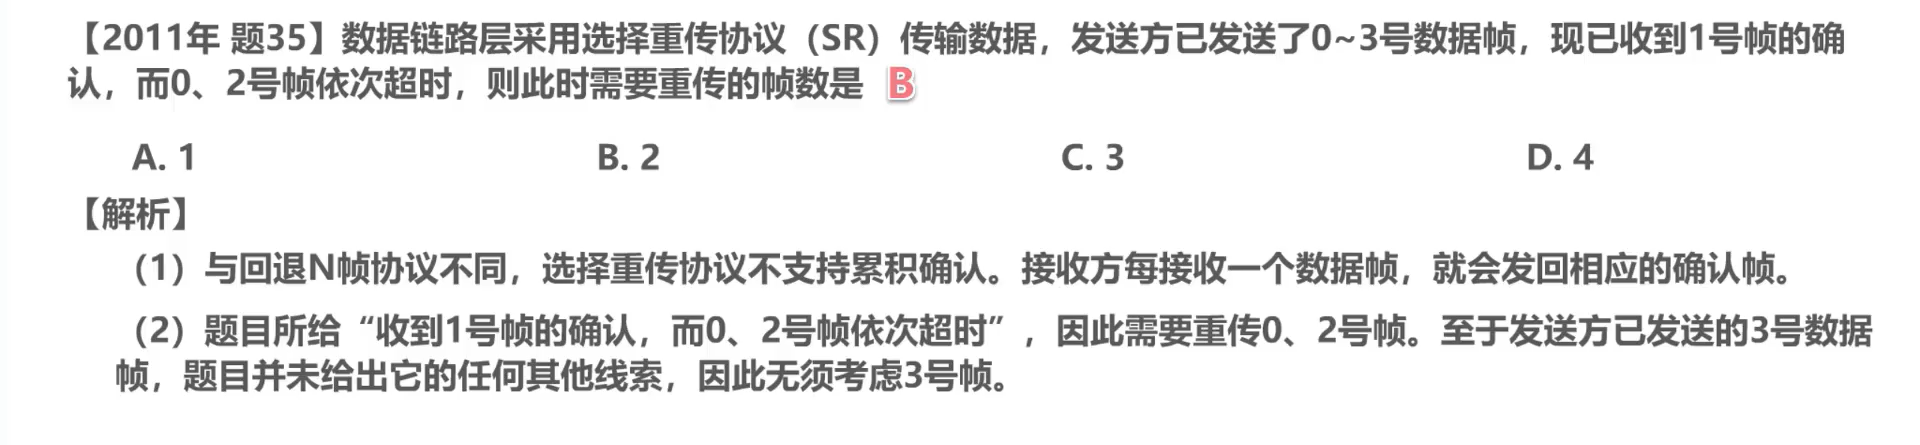 【2011年 题35】数据链路层采用选择重传协议（SR）传输数据，发送方已发送了0~3号数据帧，现已收到1号帧的确
认，而0、2号帧依次超时，则此时需要重传的帧数是 B
A. 1 B. 2 C. 3 D. 4
【解析】
（1）与回退N帧协议不同，选择重传协议不支持累积确认。接收方每接收一个数据帧，就会发回相应的确认帧。
（2）题目所给“收到1号帧的确认，而0、2号帧依次超时”，因此需要重传0、2号帧。至于发送方已发送的3号数据
帧，题目并未给出它的任何其他线索，因此无须考虑3号帧。